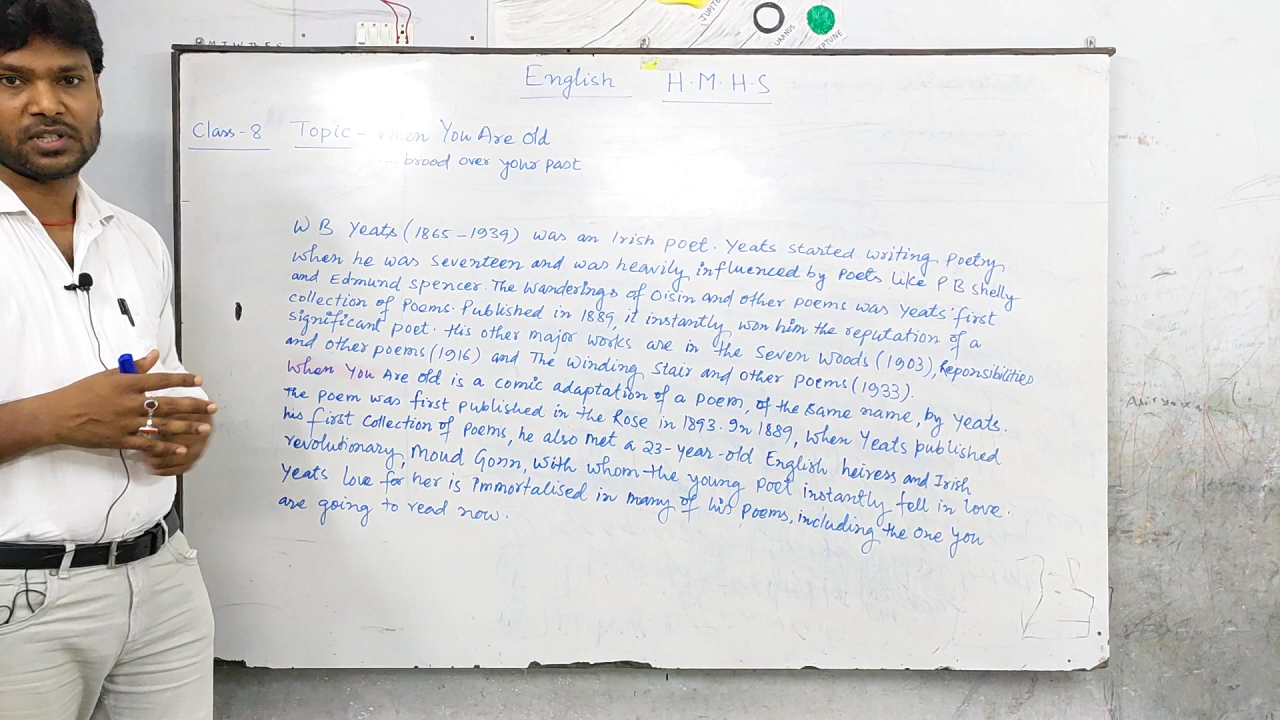 JUPITER
URANUS
NEPTUNE
English H.M.H.S
Class-8 Topic - When You Are Old
brood over your past
W B Yeats (1865-1939) was an Irish poet. Yeats started writing poetry
when he was seventeen and was heavily influenced by poets like P B Shelly
and Edmund Spencer. The Wanderings of Oisin and other poems was Yeats' first
collection of Poems. Published in 1889, it instantly won him the reputation of a
significant poet. His other major works are in the Seven Woods (1903), Reponsibilities
and other poems (1916) and The Winding Stair and other Poems (1933).
When You Are old is a comic adaptation of a poem, of the same name, by Yeats.
the poem was first published in the Rose in 1893. In 1889, when Yeats published
his first collection of poems, he also met a 23-year-old English heiress and Irish
revolutionary, Moud Gonn, with whom the young poet instantly fell in love.
Yeats love for her is immortalised in many of his poems, including the one you
are going to read now.